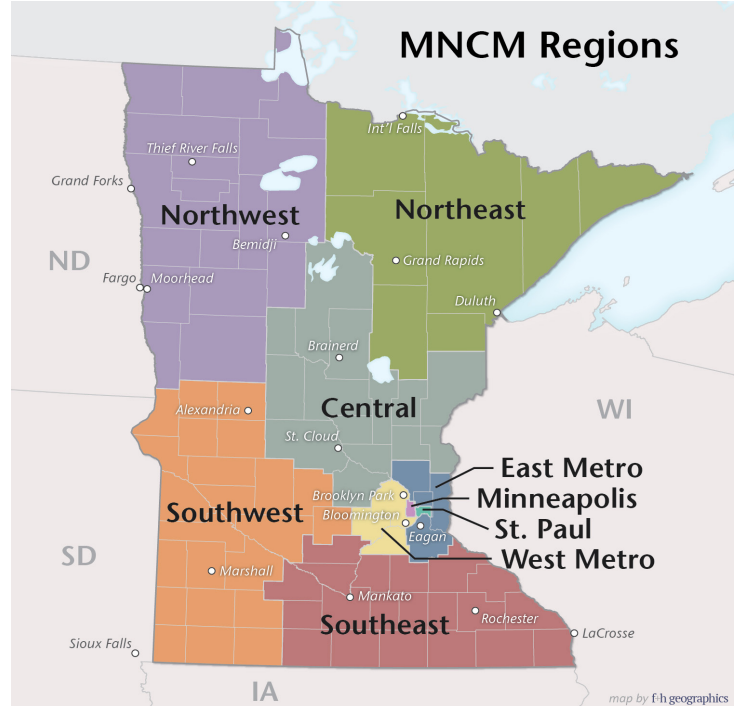 MNCM Regions
Int'l Falls
Thief River Falls
Grand Forks
Northwest
Northeast
Bemidji
ND
Grand Rapids
Fargo
Moorhead
Duluth
Brainerd
Central
WI
Alexandria
St. Cloud
East Metro
Brooklyn Park
Minneapolis
Southwest
Bloomington
St. Paul
Eagan
West Metro
SD
Marshall
Mankato
Southeast
Rochester
LaCrosse
Sioux Falls
IA
map by f-h geographics